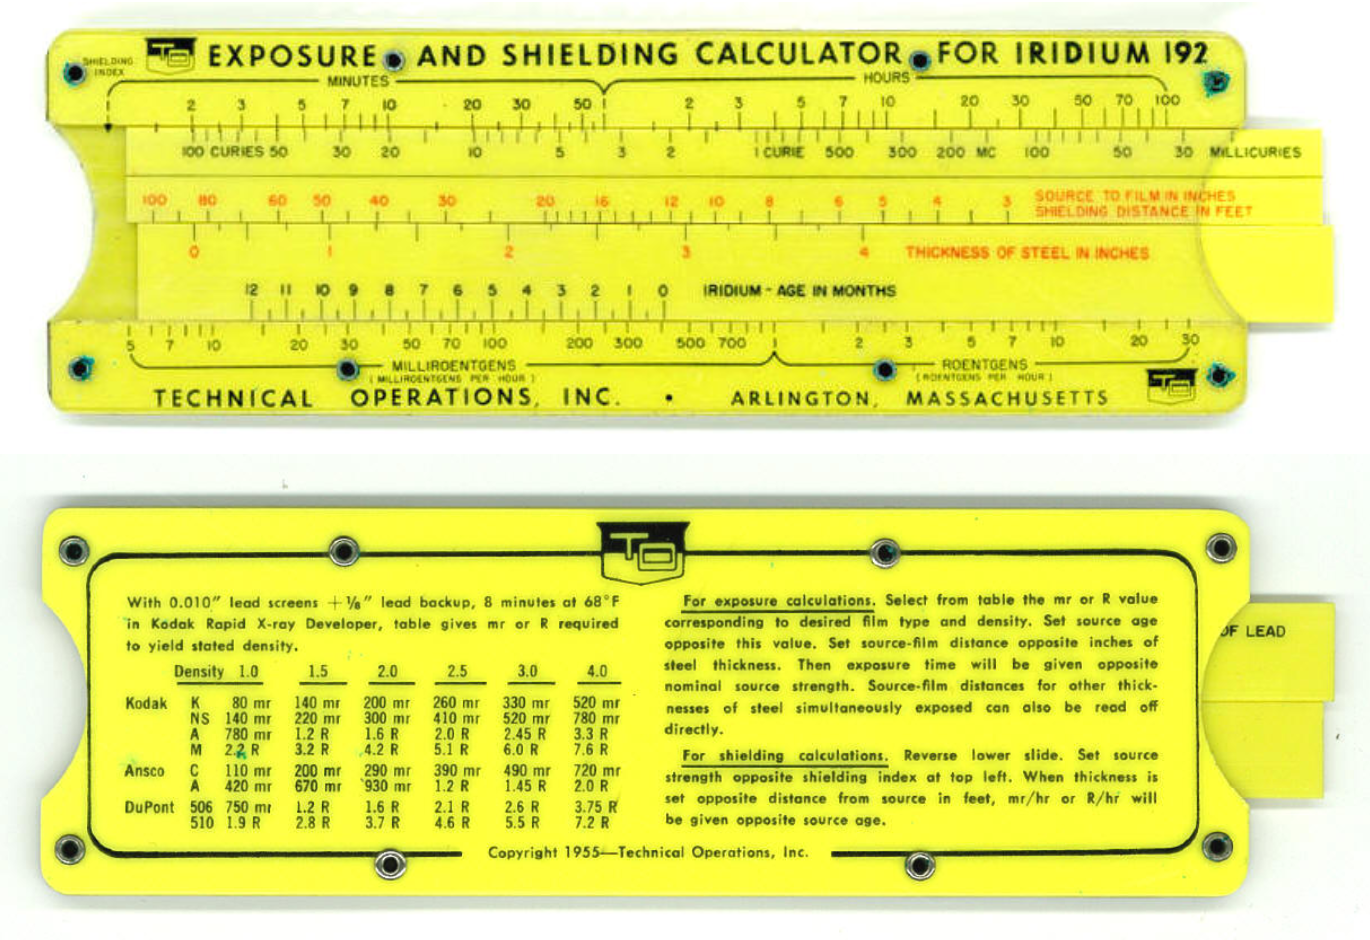 SHIELDING
INDEX
TO EXPOSURE AND SHIELDING CALCULATOR FOR IRIDIUM 192
MINUTES HOURS
2 3 5 7 10 20 30 50 1 2 3 5 7 10 20 30 50 70 100
100 CURIES 50 30 20 10 5 3 2 1 CURIE 500 300 200 MC 100 50 30 MILLICURIES
100 80 60 50 40 30 20 16 12 10 8 6 5 4 3 SOURCE TO FILM IN INCHES
SHIELDING DISTANCE IN FEET
0 1 2 3 4 THICKNESS OF STEEL IN INCHES
12 11 10 9 8 7 6 5 4 3 2 1 0 IRIDIUM - AGE IN MONTHS
5 7 10 20 30 50 70 100 200 300 500 700 1 2 3 5 7 10 20 30
MILLIROENTGENS ROENTGENS
(MILLIROENTGENS PER HOUR) (ROENTGENS PER HOUR)
TECHNICAL OPERATIONS, INC. • ARLINGTON, MASSACHUSETTS
TO
TO
With 0.010" lead screens +⅛" lead backup, 8 minutes at 68°F
in Kodak Rapid X-ray Developer, table gives mr or R required
to yield stated density.
Density 1.0 1.5 2.0 2.5 3.0 4.0
Kodak K 80 mr 140 mr 200 mr 260 mr 330 mr 520 mr
NS 140 mr 220 mr 300 mr 410 mr 520 mr 780 mr
A 780 mr 1.2 R 1.6 R 2.0 R 2.45 R 3.3 R
M 2.2 R 3.2 R 4.2 R 5.1 R 6.0 R 7.6 R
Ansco C 110 mr 200 mr 290 mr 390 mr 490 mr 720 mr
A 420 mr 670 mr 930 mr 1.2 R 1.45 R 2.0 R
DuPont 506 750 mr 1.2 R 1.6 R 2.1 R 2.6 R 3.75 R
510 1.9 R 2.8 R 3.7 R 4.6 R 5.5 R 7.2 R
For exposure calculations. Select from table the mr or R value
corresponding to desired film type and density. Set source age
opposite this value. Set source-film distance opposite inches of
steel thickness. Then exposure time will be given opposite
nominal source strength. Source-film distances for other thick-
nesses of steel simultaneously exposed can also be read off
directly.
For shielding calculations. Reverse lower slide. Set source
strength opposite shielding index at top left. When thickness is
set opposite distance from source in feet, mr/hr or R/hr will
be given opposite source age.
OF LEAD
Copyright 1955—Technical Operations, Inc.